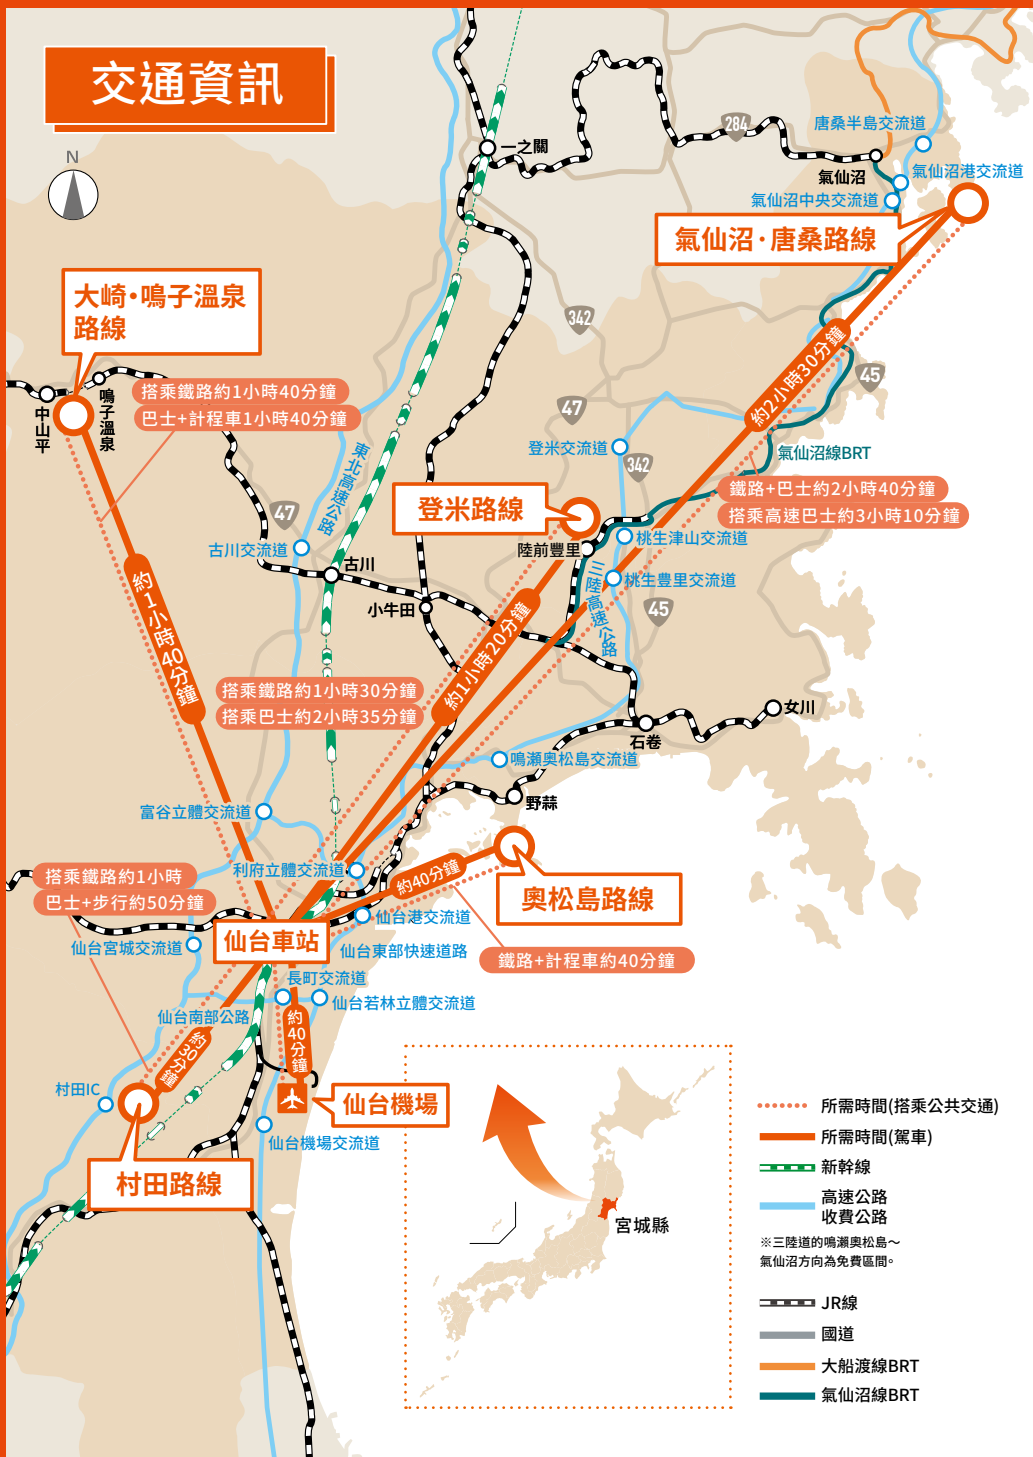 交通資訊
N
一之關
284
唐桑半島交流道
氣仙沼
氣仙沼港交流道
氣仙沼中央交流道
氣仙沼·唐桑路線
大崎•鳴子溫泉
路線
342
約2小時30分鐘
45
中山平
鳴子溫泉
搭乘鐵路約1小時40分鐘
巴士+計程車1小時40分鐘
47
東北高速公路
登米交流道
342
氣仙沼線BRT
登米路線
鐵路+巴士約2小時40分鐘
搭乘高速巴士約3小時10分鐘
47
古川交流道
陸前豐里
桃生津山交流道
古川
桃生豊里交流道
三陸高速公路
小牛田
45
約1小時40分鐘
約1小時20分鐘
搭乘鐵路約1小時30分鐘
搭乘巴士約2小時35分鐘
女川
石卷
鳴瀬奧松島交流道
野蒜
富谷立體交流道
利府立體交流道
約40分鐘
搭乘鐵路約1小時
巴士+步行約50分鐘
奧松島路線
仙台港交流道
仙台車站
仙台宮城交流道
仙台東部快速道路
鐵路+計程車約40分鐘
長町交流道
仙台若林立體交流道
仙台南部公路
約40分鐘
約30分鐘
村田IC
仙台機場
仙台機場交流道
村田路線
宮城縣
所需時間(搭乘公共交通)
所需時間(駕車)
新幹線
高速公路
收費公路
※三陸道的鳴瀨奧松島～
氣仙沼方向為免費區間。
JR線
國道
大船渡線BRT
氣仙沼線BRT